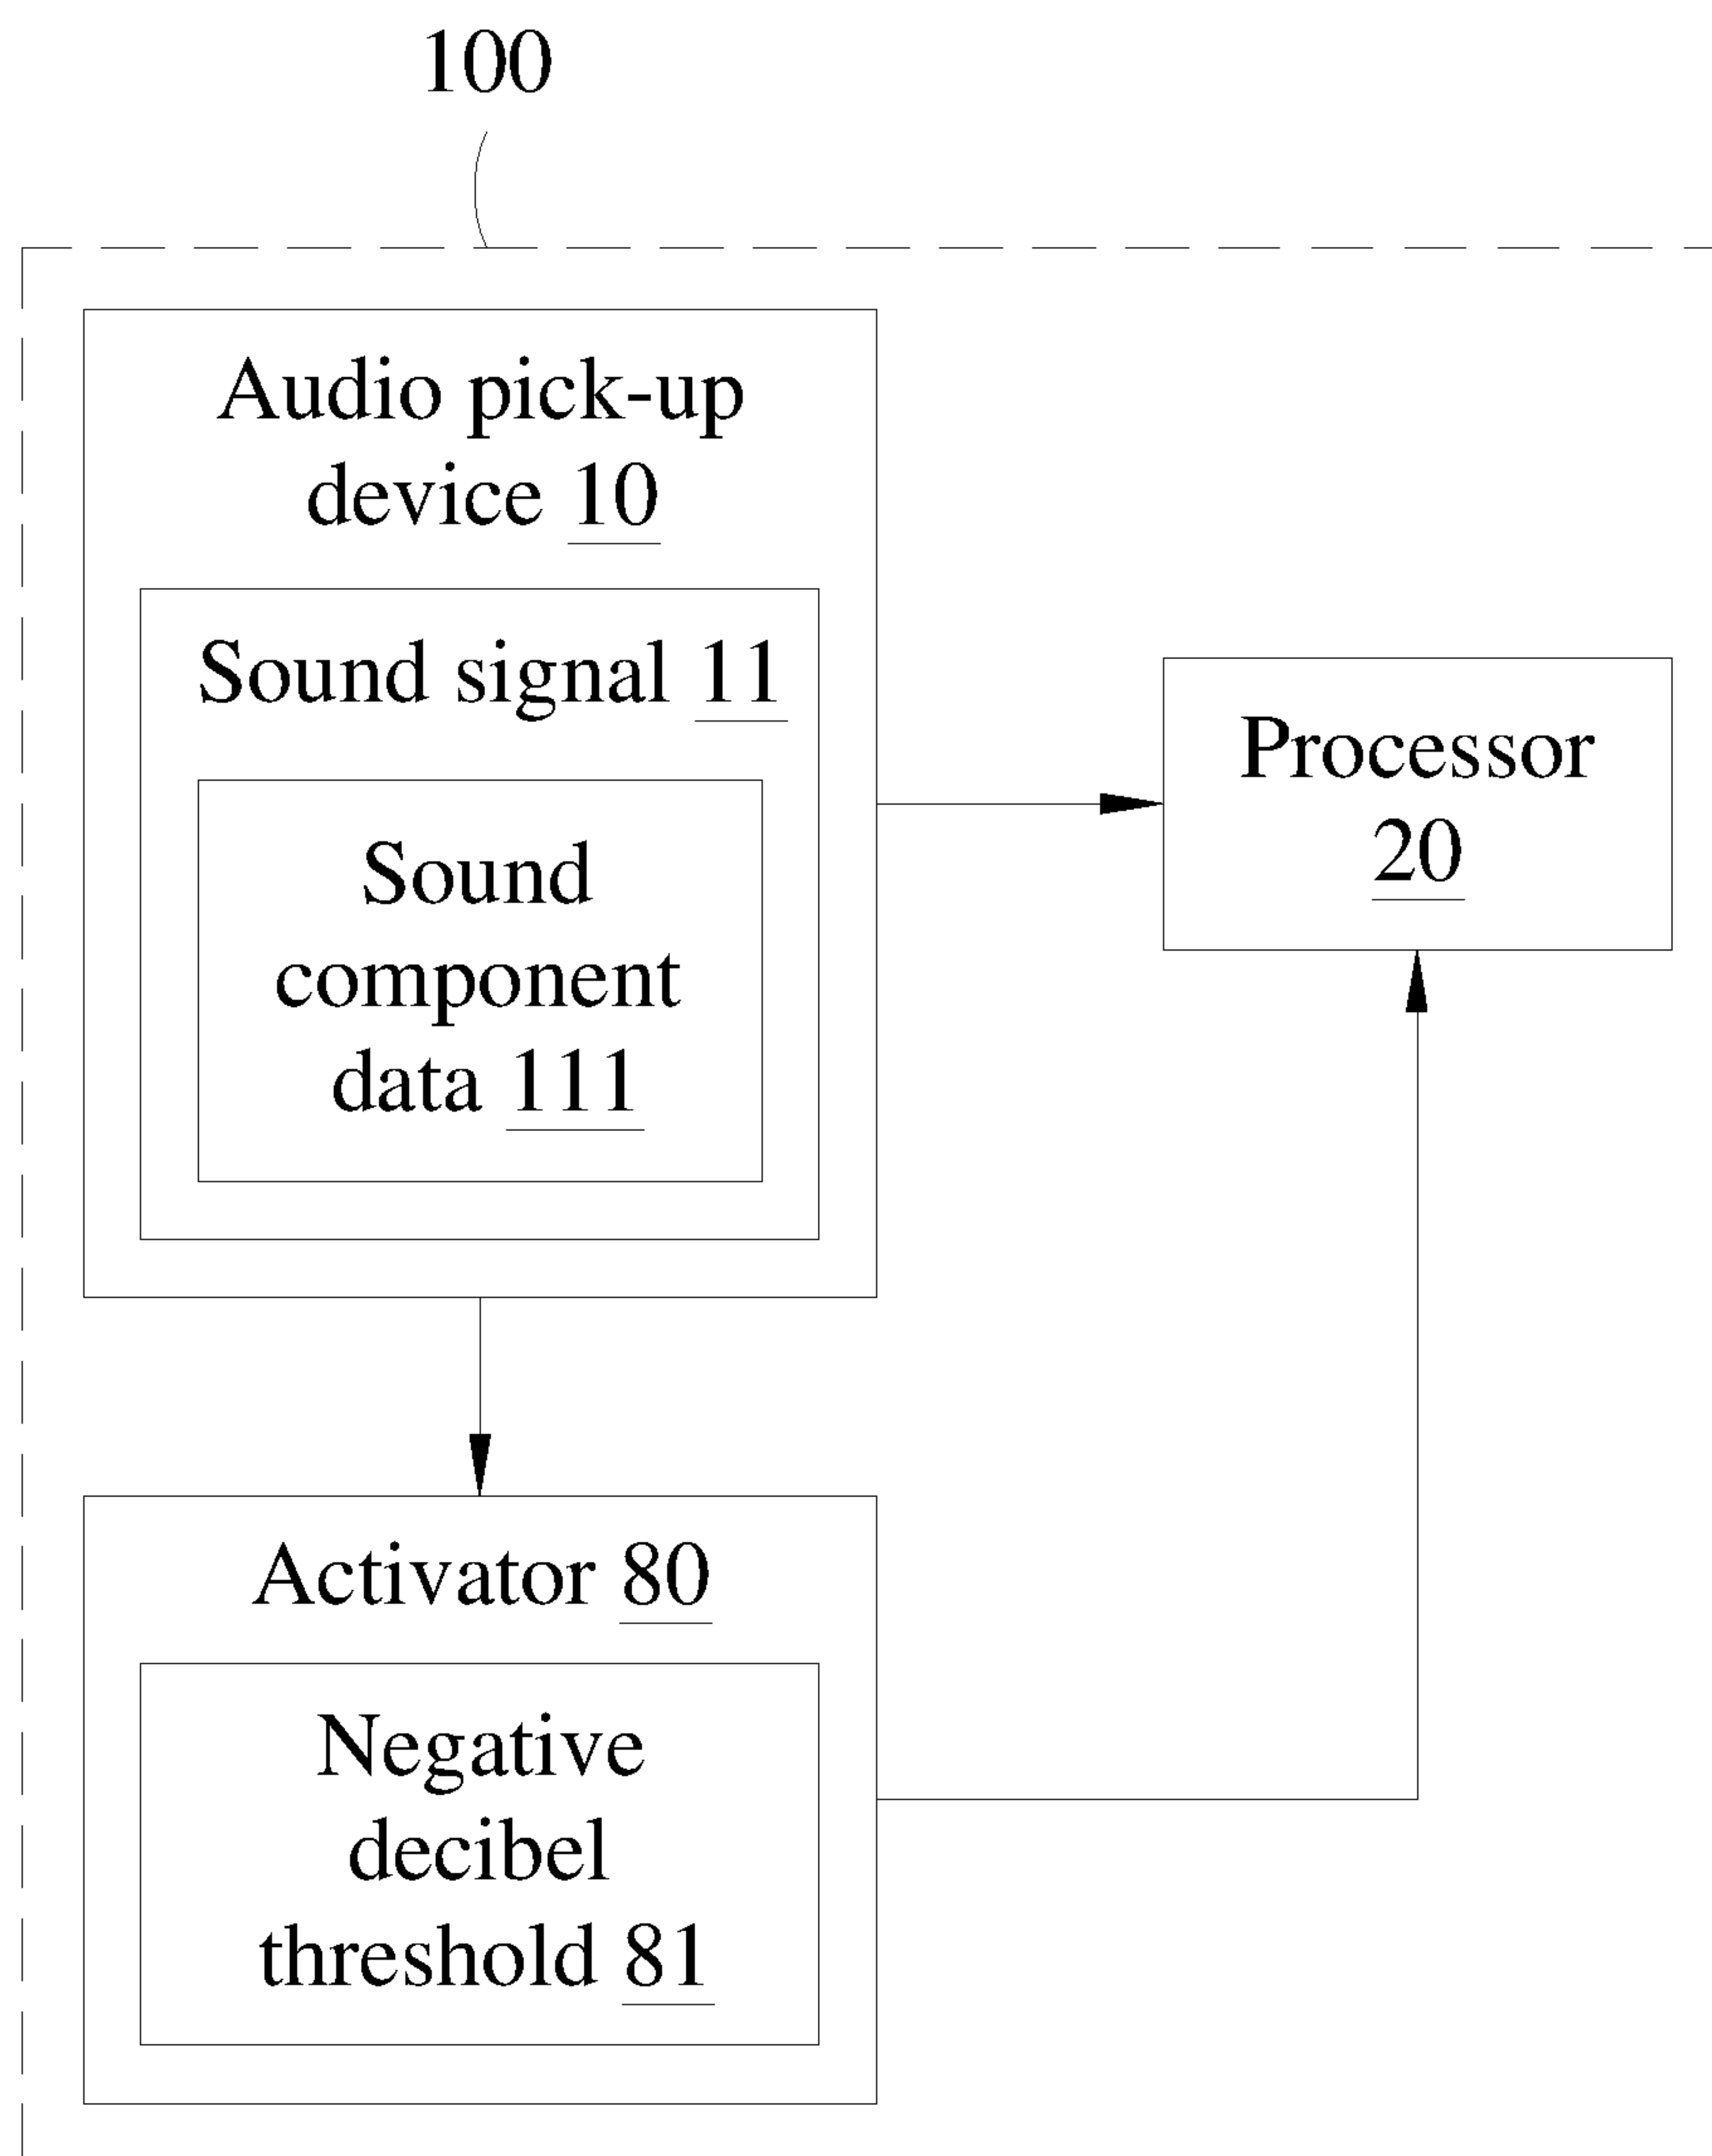 100
Audio pick-up
device 10
Sound signal 11
Sound
component
data 111
Processor
20
Activator 80
Negative
decibel
threshold 81